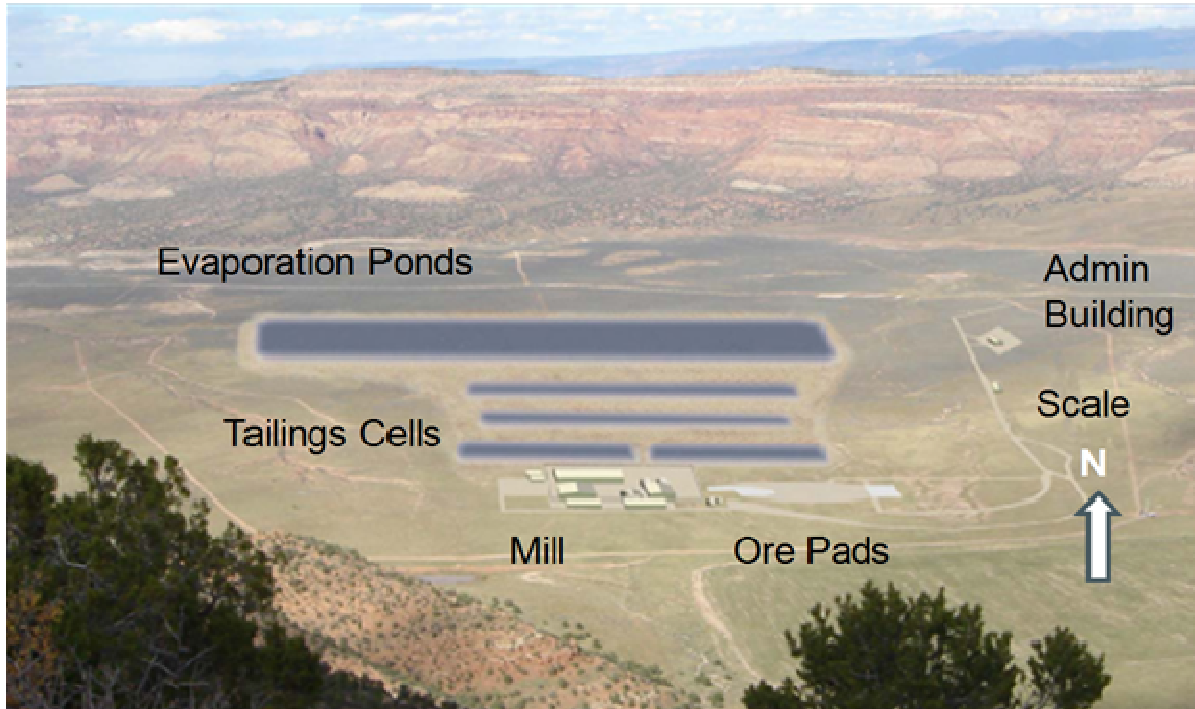 Evaporation Ponds
Admin
Building
Scale
Tailings Cells
N
Mill
Ore Pads